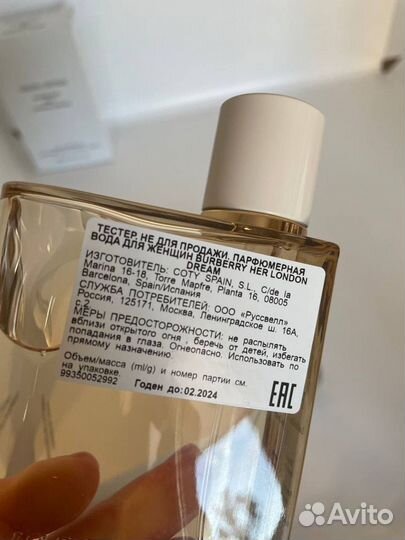 ТЕСТЕР. НЕ ДЛЯ ПРОДАЖИ. ПАРФЮМЕРНАЯ
ВОДА ДЛЯ ЖЕНЩИН BURBERRY HER LONDON
DREAM
ИЗГОТОВИТЕЛЬ: COTY SPAIN, S.L., C/de la
Marina 16-18, Torre Mapfre, Planta 16, 08005
Barcelona, Spain/Испания
СЛУЖБА ПОТРЕБИТЕЛЕЙ: ООО «Руссвелл»
Россия, 125171, Москва, Ленинградское ш. 16А,
с.2
МЕРЫ ПРЕДОСТОРОЖНОСТИ: не распылять
вблизи открытого огня , беречь от детей, избегать
попадания в глаза. Огнеопасно. Использовать по
прямому назначению.
Объем/масса (ml/g) и номер партии см.
на упаковке.
99350052992
Годен до:02.2024
EAC
Avito